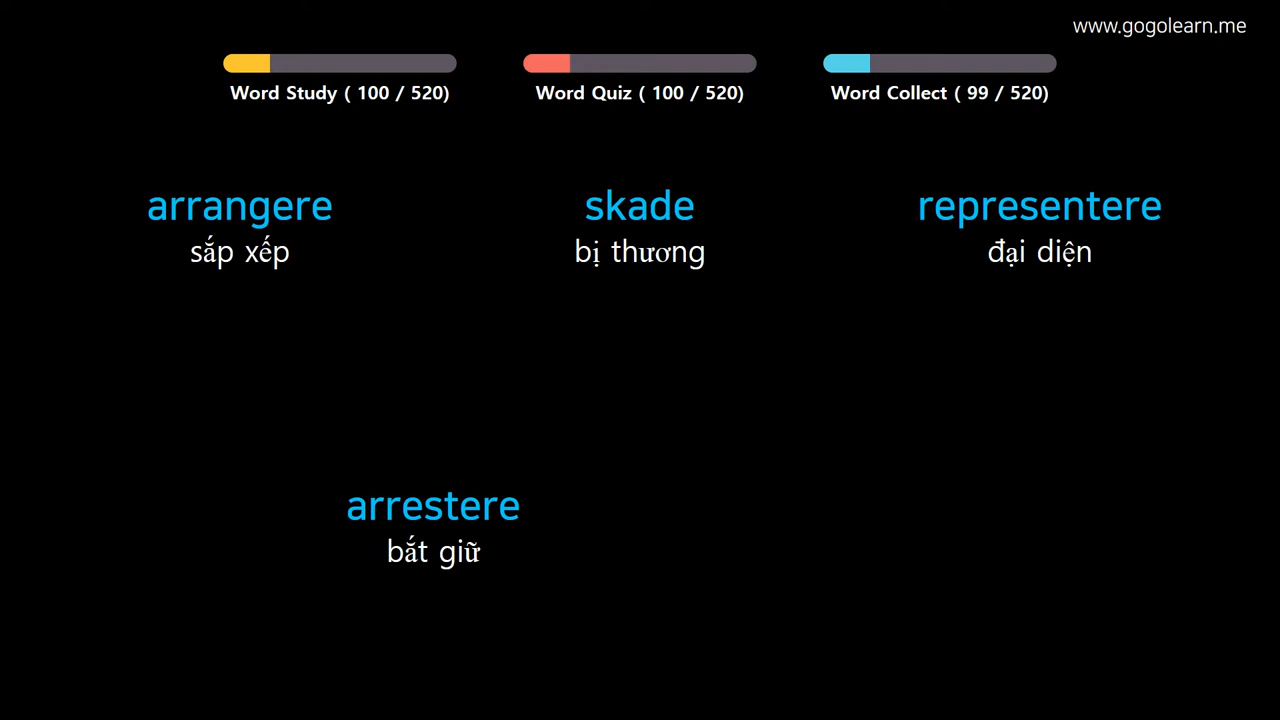 www.gogolearn.me
Word Study ( 100 / 520)
Word Quiz ( 100 / 520)
Word Collect ( 99 / 520)
arrangere
sắp xếp
skade
bị thương
representere
đại diện
arrestere
bắt giữ